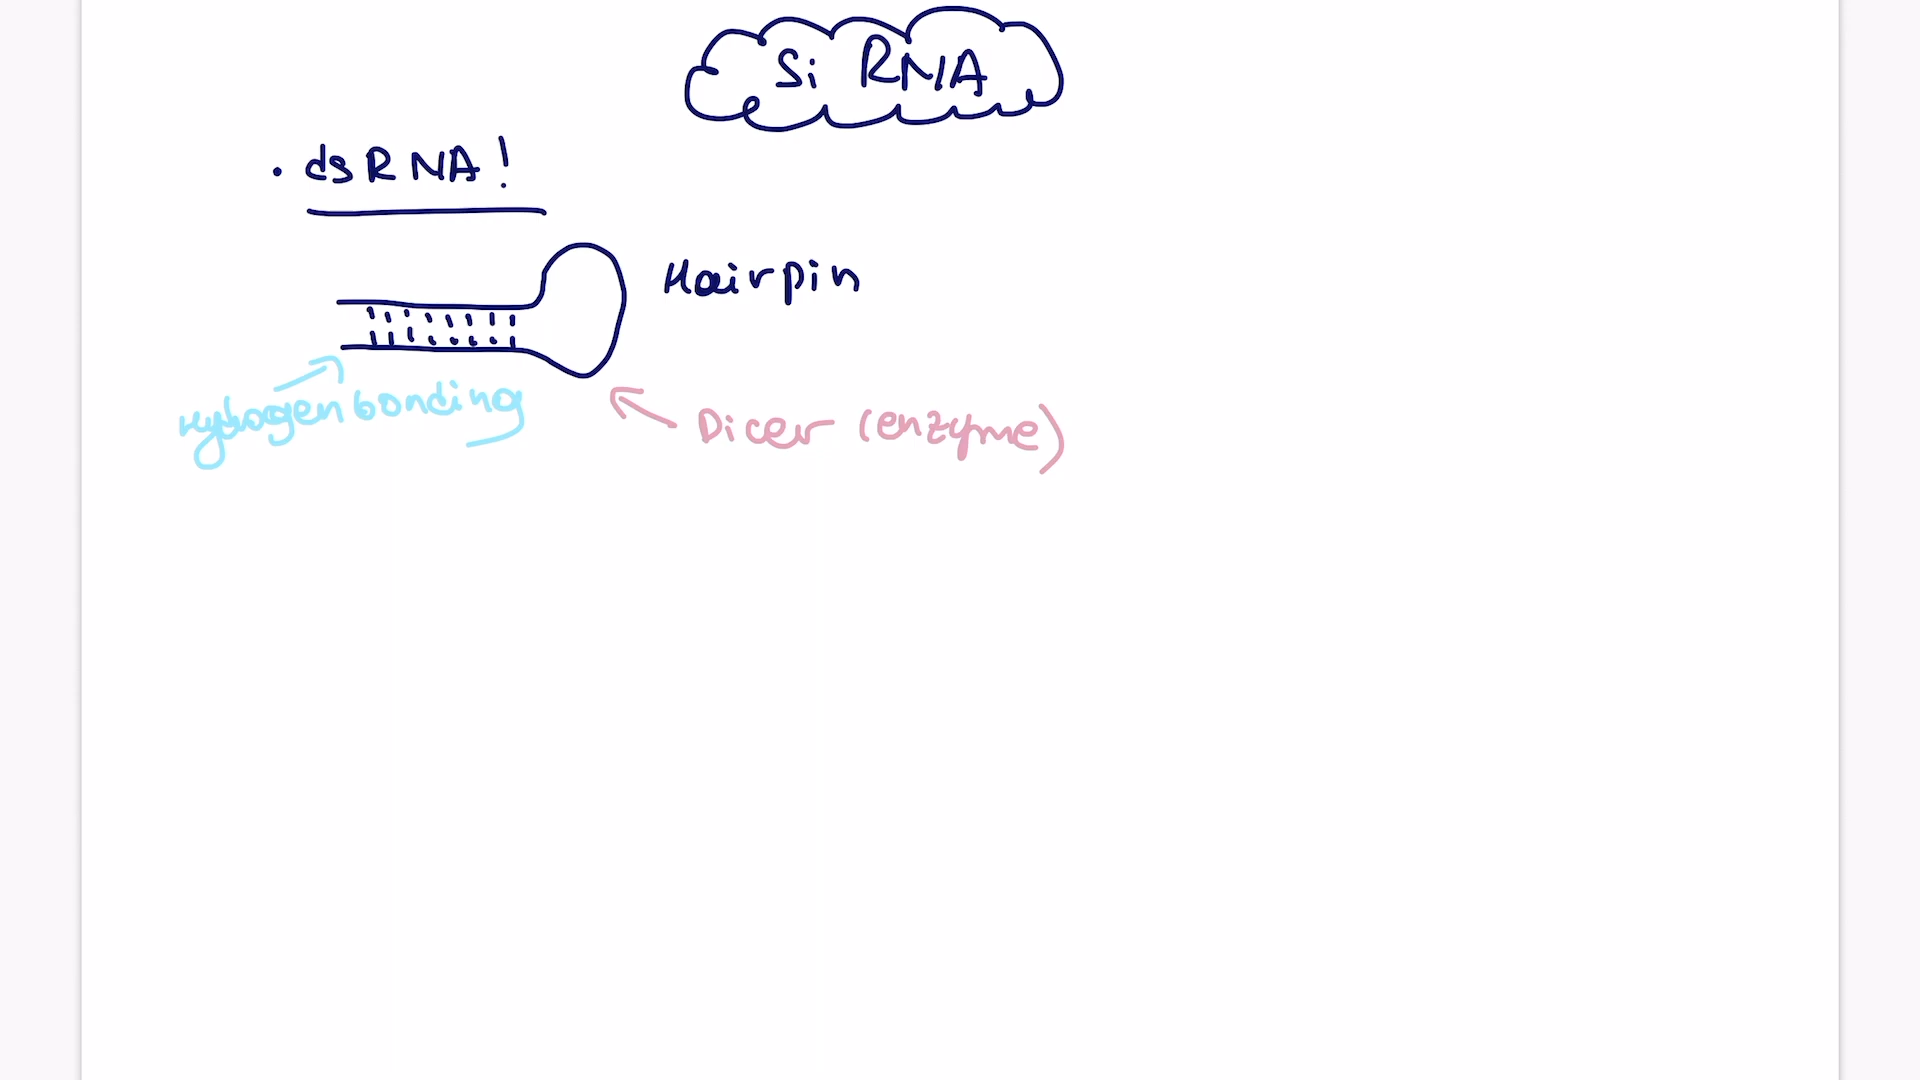 Si RNA
. dsRNA!
Hairpin
Hydrogen bonding
Dicer (enzyme)